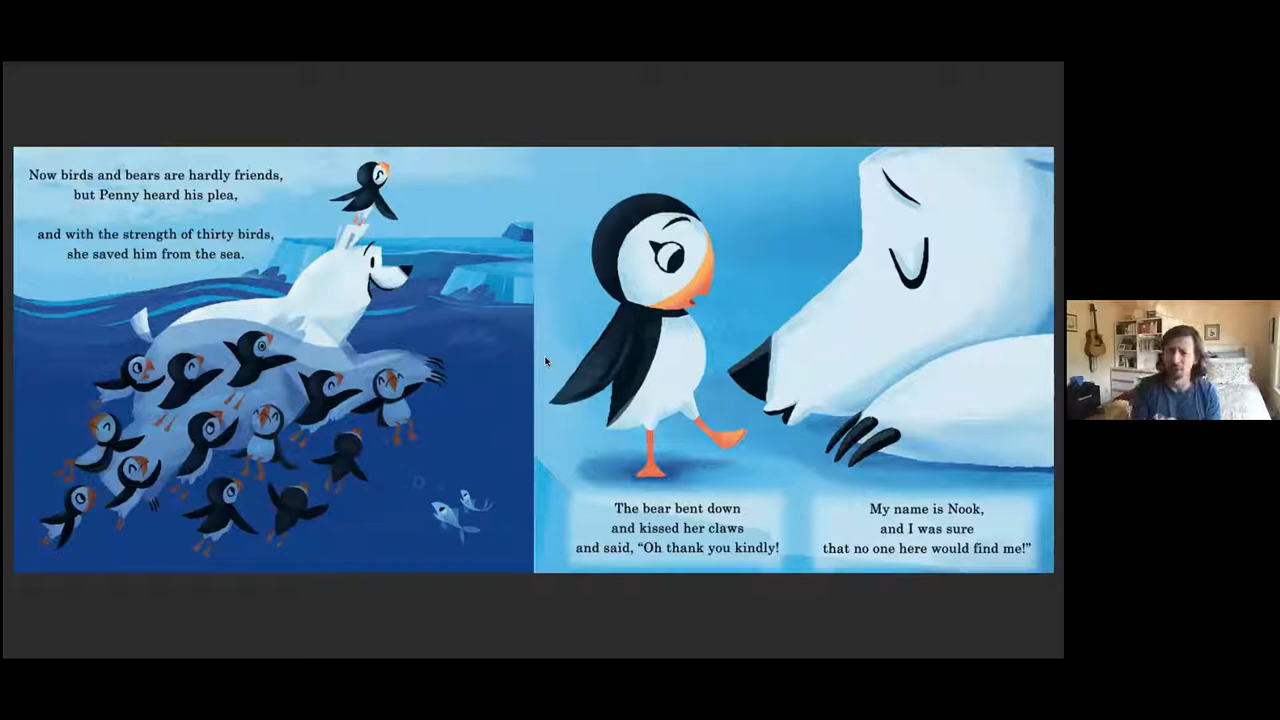 Now birds and bears are hardly friends,
but Penny heard his plea,
and with the strength of thirty birds,
she saved him from the sea.
The bear bent down
and kissed her claws
and said, “Oh thank you kindly!
My name is Nook,
and I was sure
that no one here would find me!”